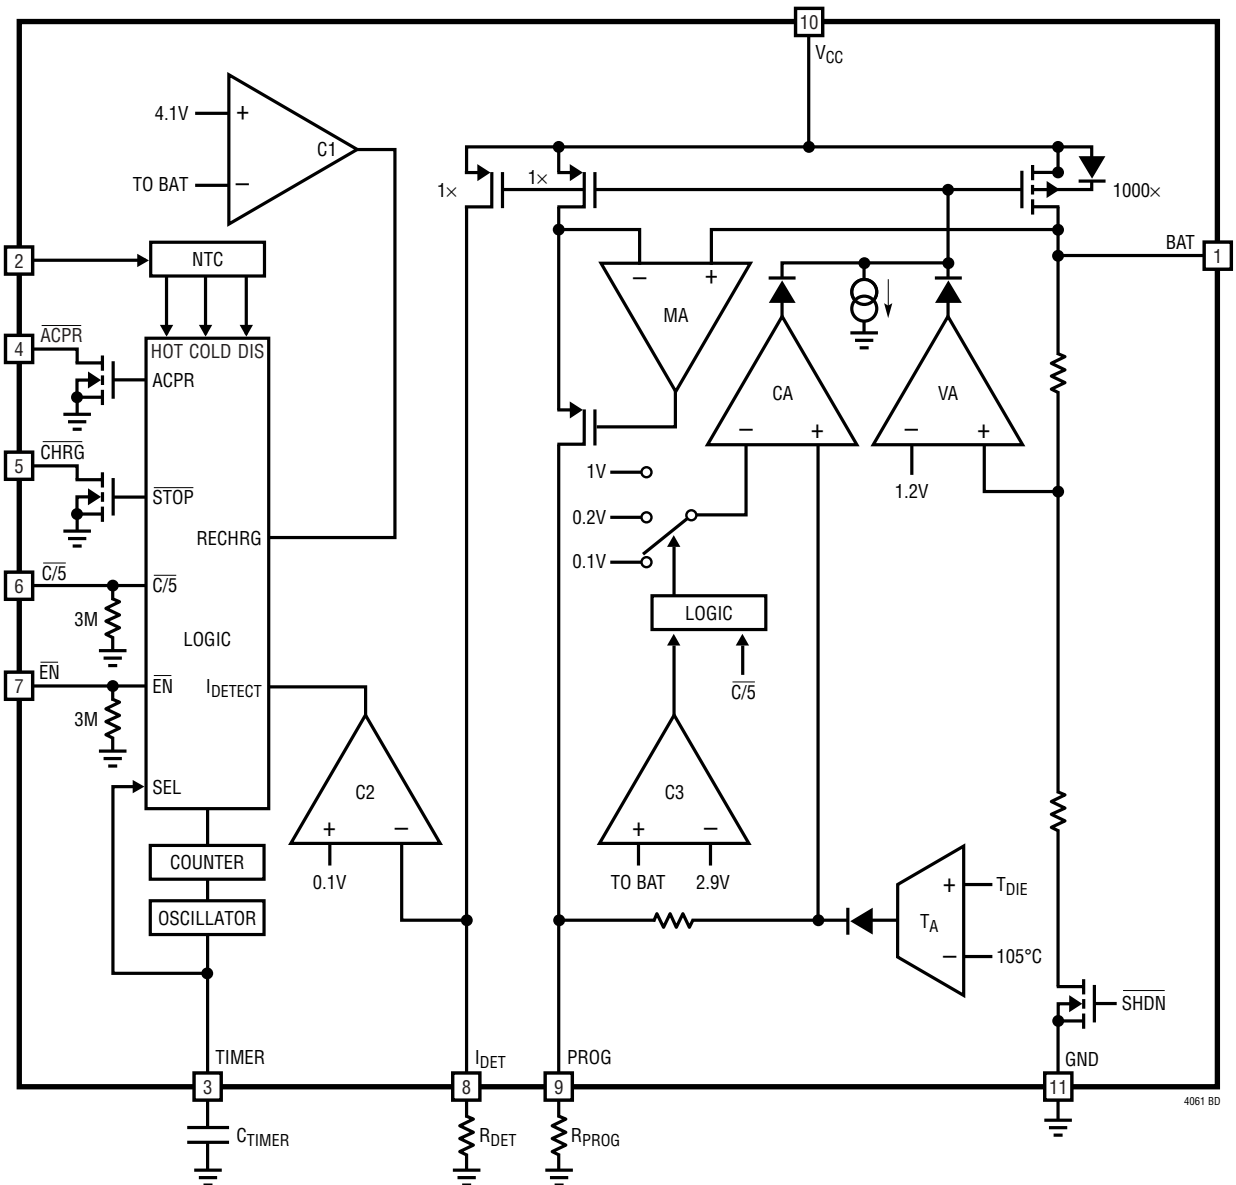 10
VCC
4.1V
+
C1
TO BAT
−
1×
1×
1000×
BAT
1
2
NTC
− +
MA
ACPR
4
HOT COLD DIS
ACPR
CA
VA
− +
− +
CHRG
5
STOP
1V
1.2V
RECHRG
0.2V
0.1V
C/5
6
C/5
3M
LOGIC
LOGIC
EN
7
EN
IDETECT
C/5
3M
SEL
C2
C3
+ −
+ −
COUNTER
0.1V
TO BAT
2.9V
+
TDIE
OSCILLATOR
TA
−
105°C
SHDN
TIMER
IDET
PROG
GND
3
8
9
11
4061 BD
CTIMER
RDET
RPROG